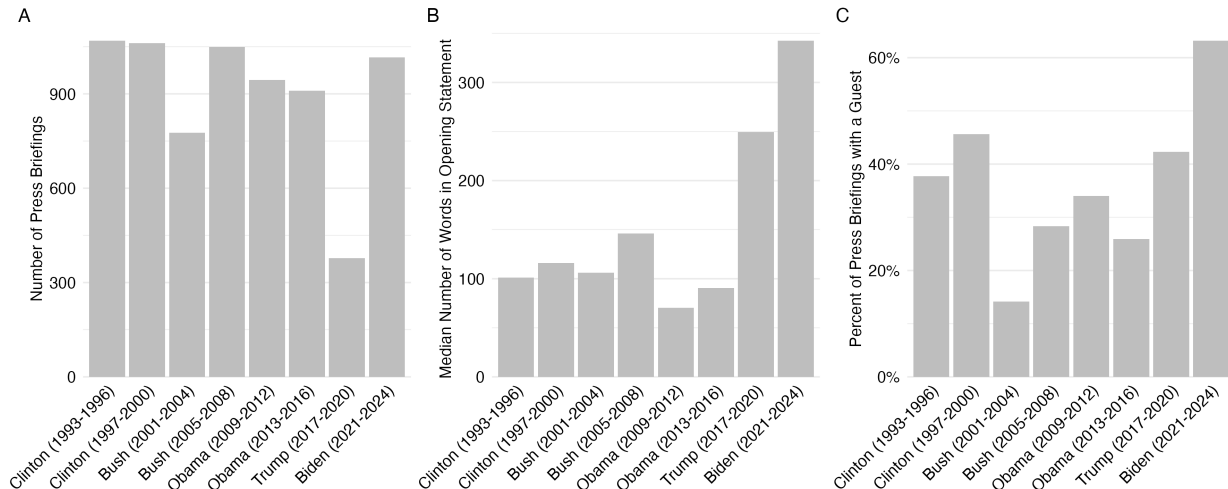 A
Number of Press Briefings
900
600
300
0
Clinton (1993-1996)
Clinton (1997-2000)
Bush (2001-2004)
Bush (2005-2008)
Obama (2009-2012)
Obama (2013-2016)
Trump (2017-2020)
Biden (2021-2024)
B
Median Number of Words in Opening Statement
300
200
100
0
Clinton (1993-1996)
Clinton (1997-2000)
Bush (2001-2004)
Bush (2005-2008)
Obama (2009-2012)
Obama (2013-2016)
Trump (2017-2020)
Biden (2021-2024)
C
Percent of Press Briefings with a Guest
60%
40%
20%
0%
Clinton (1993-1996)
Clinton (1997-2000)
Bush (2001-2004)
Bush (2005-2008)
Obama (2009-2012)
Obama (2013-2016)
Trump (2017-2020)
Biden (2021-2024)